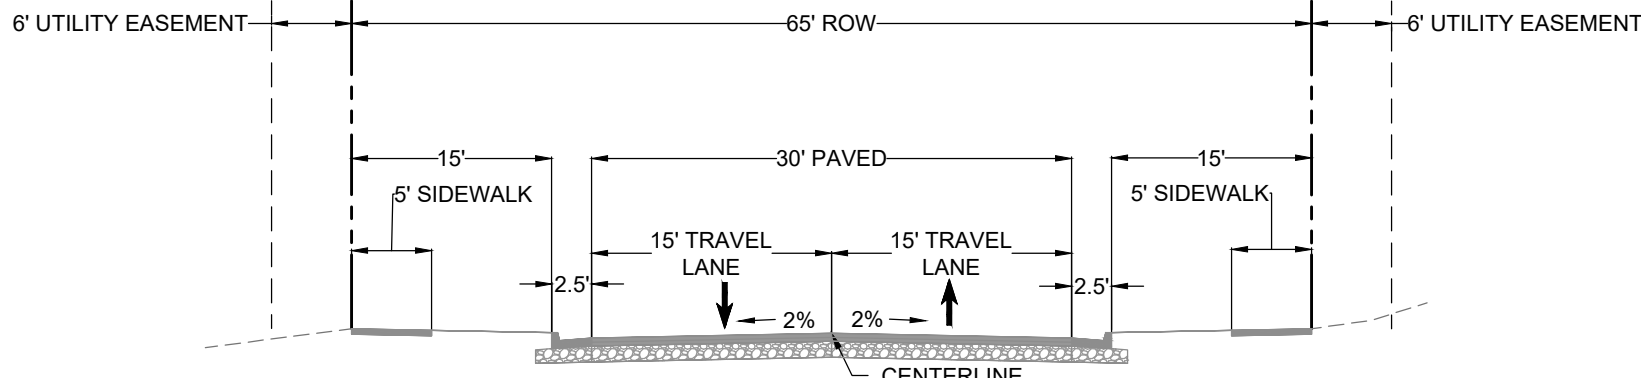 6' UTILITY EASEMENT
65' ROW
6' UTILITY EASEMENT
15'
30' PAVED
15'
5' SIDEWALK
5' SIDEWALK
15' TRAVEL
LANE
15' TRAVEL
LANE
2.5'
2.5'
2%
2%
CENTERLINE